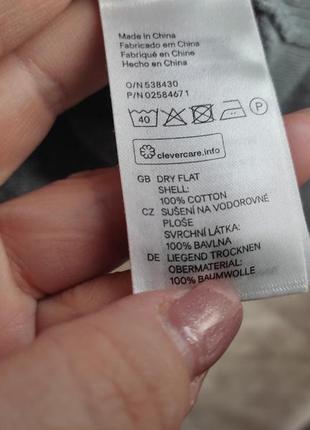 Made in China
Fabricado em China
Fabriqué en Chine
Hecho en China
O/N 538430
P/N 02584671
40 P
clevercare.info
GB DRY FLAT
SHELL:
100% COTTON
CZ SUŠENÍ NA VODOROVNÉ
PLOŠE
SVRCHNÍ LÁTKA:
100% BAVLNA
DE LIEGEND TROCKNEN
OBERMATERIAL:
100% BAUMWOLLE